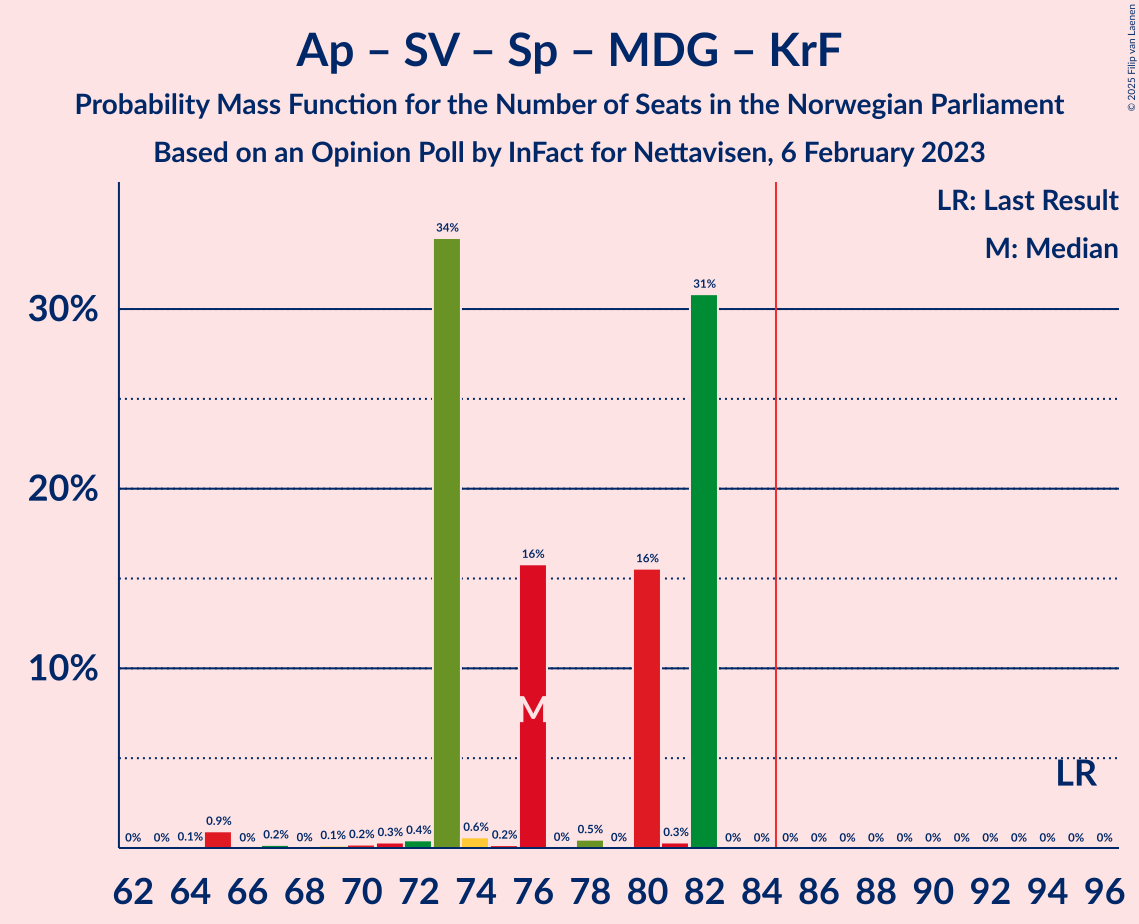 Ap – SV – Sp – MDG – KrF
Probability Mass Function for the Number of Seats in the Norwegian Parliament
Based on an Opinion Poll by InFact for Nettavisen, 6 February 2023
© 2025 Filip van Laenen
LR: Last Result
M: Median
30%
20%
10%
0% 0% 0.1% 0.9% 0% 0.2% 0% 0.1% 0.2% 0.3% 0.4% 34% 0.6% 0.2% 16% 0% 0.5% 0% 16% 0.3% 31% 0% 0% 0% 0% 0% 0% 0% 0% 0% 0% 0% 0% 0% 0%
M
LR
62 64 66 68 70 72 74 76 78 80 82 84 86 88 90 92 94 96